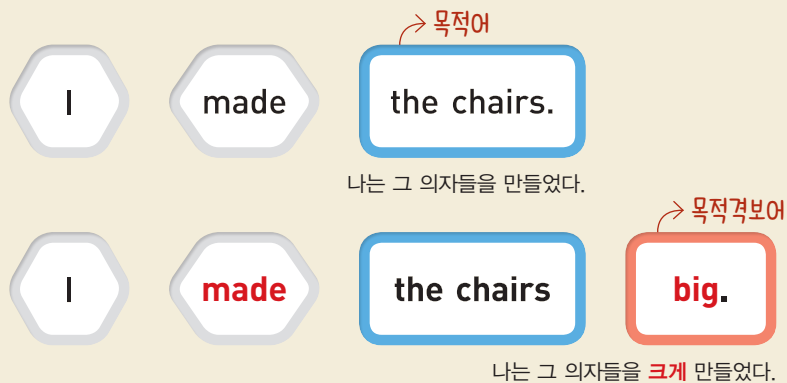 목적어
I made the chairs.
나는 그 의자들을 만들었다.
목적격보어
I made the chairs big.
나는 그 의자들을 크게 만들었다.